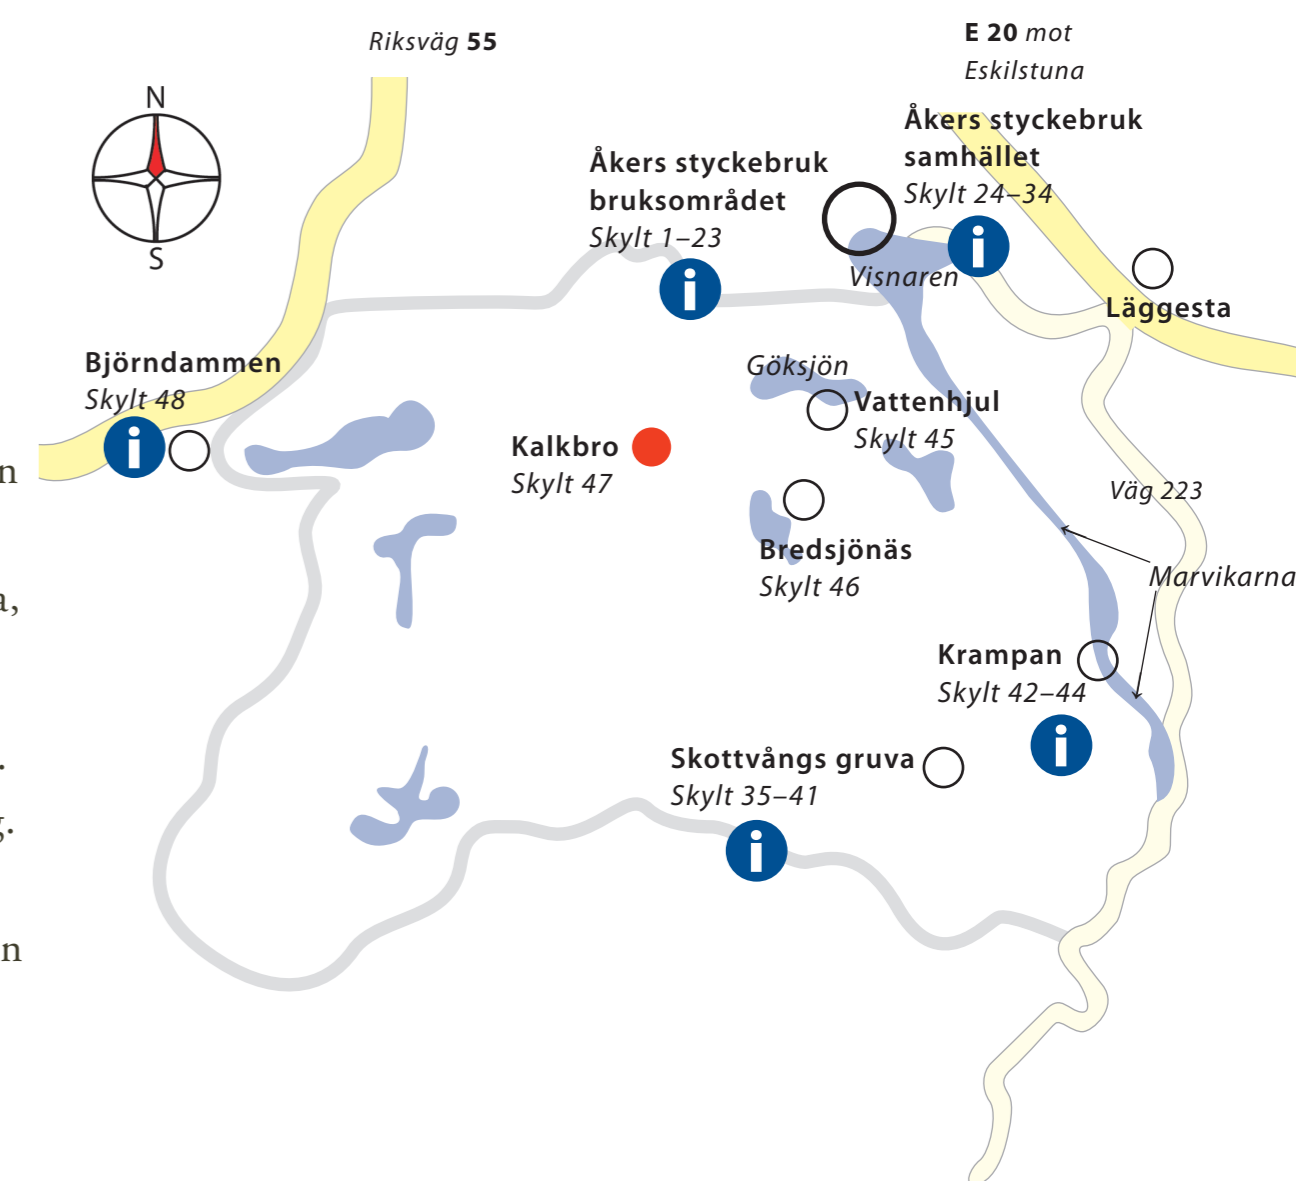 Riksväg 55
E 20 mot
Eskilstuna
N
S
Åkers styckebruk
samhället
Skylt 24–34
Åkers styckebruk
bruksområdet
Skylt 1–23
Visnaren
Läggesta
Björndammen
Skylt 48
Göksjön
Vattenhjul
Skylt 45
Kalkbro
Skylt 47
Väg 223
Bredsjönäs
Skylt 46
Marvikarna
Krampan
Skylt 42–44
Skottvångs gruva
Skylt 35–41
i
i
i
i
i
n
a,
.
g.
n